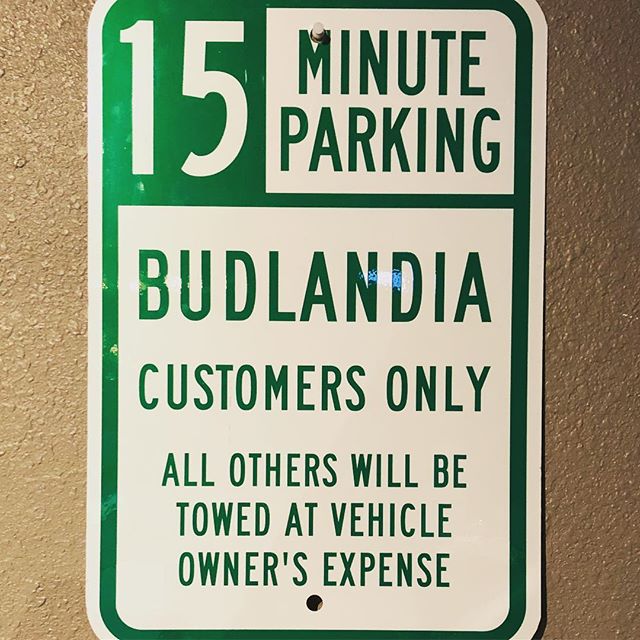 15 MINUTE
PARKING
BUDLANDIA
CUSTOMERS ONLY
ALL OTHERS WILL BE
TOWED AT VEHICLE
OWNER'S EXPENSE